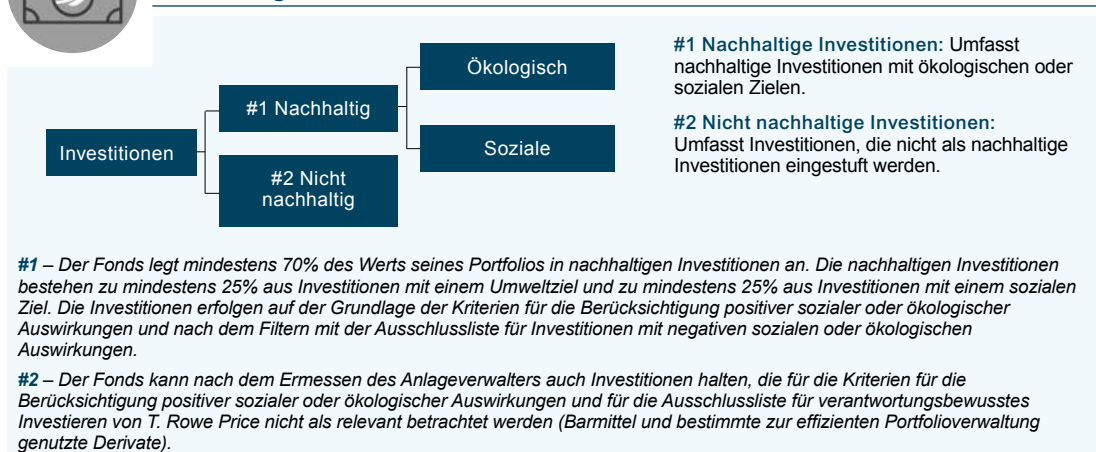 Investitionen
#1 Nachhaltig
#2 Nicht
nachhaltig
Ökologisch
Soziale
#1 Nachhaltige Investitionen: Umfasst
nachhaltige Investitionen mit ökologischen oder
sozialen Zielen.
#2 Nicht nachhaltige Investitionen:
Umfasst Investitionen, die nicht als nachhaltige
Investitionen eingestuft werden.
#1 – Der Fonds legt mindestens 70% des Werts seines Portfolios in nachhaltigen Investitionen an. Die nachhaltigen Investitionen
bestehen zu mindestens 25% aus Investitionen mit einem Umweltziel und zu mindestens 25% aus Investitionen mit einem sozialen
Ziel. Die Investitionen erfolgen auf der Grundlage der Kriterien für die Berücksichtigung positiver sozialer oder ökologischer
Auswirkungen und nach dem Filtern mit der Ausschlussliste für Investitionen mit negativen sozialen oder ökologischen
Auswirkungen.
#2 – Der Fonds kann nach dem Ermessen des Anlageverwalters auch Investitionen halten, die für die Kriterien für die
Berücksichtigung positiver sozialer oder ökologischer Auswirkungen und für die Ausschlussliste für verantwortungsbewusstes
Investieren von T. Rowe Price nicht als relevant betrachtet werden (Barmittel und bestimmte zur effizienten Portfolioverwaltung
genutzte Derivate).